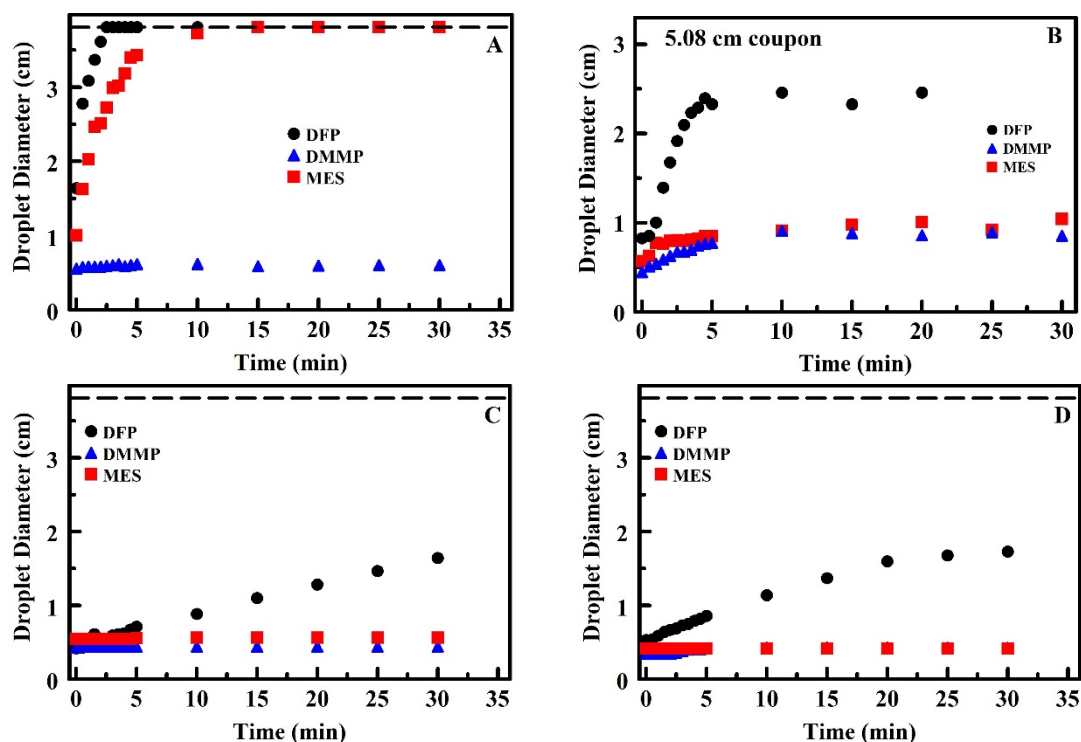 A
Droplet Diameter (cm)
3
2
1
0
DFP
DMMP
MES
0 5 10 15 20 25 30 35
Time (min)
B
5.08 cm coupon
Droplet Diameter (cm)
3
2
1
0
DFP
DMMP
MES
0 5 10 15 20 25 30
Time (min)
C
Droplet Diameter (cm)
3
2
1
0
DFP
DMMP
MES
0 5 10 15 20 25 30 35
Time (min)
D
Droplet Diameter (cm)
3
2
1
0
DFP
DMMP
MES
0 5 10 15 20 25 30 35
Time (min)